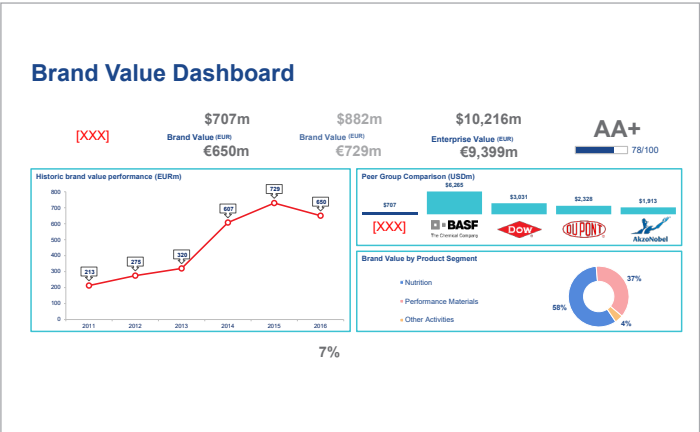 Brand Value Dashboard
[XXX]
$707m
Brand Value (EUR)
€650m
$882m
Brand Value (EUR)
€729m
$10,216m
Enterprise Value (EUR)
€9,399m
AA+
78/100
Historic brand value performance (EURm)
800
700
600
500
400
300
200
100
0
213
275
320
607
729
650
2011
2012
2013
2014
2015
2016
Peer Group Comparison (USDm)
$707
$6,265
$3,031
$2,328
$1,913
[XXX]
BASF
The Chemical Company
Dow
DUPONT
AkzoNobel
Brand Value by Product Segment
Nutrition
Performance Materials
Other Activities
37%
58%
4%
7%